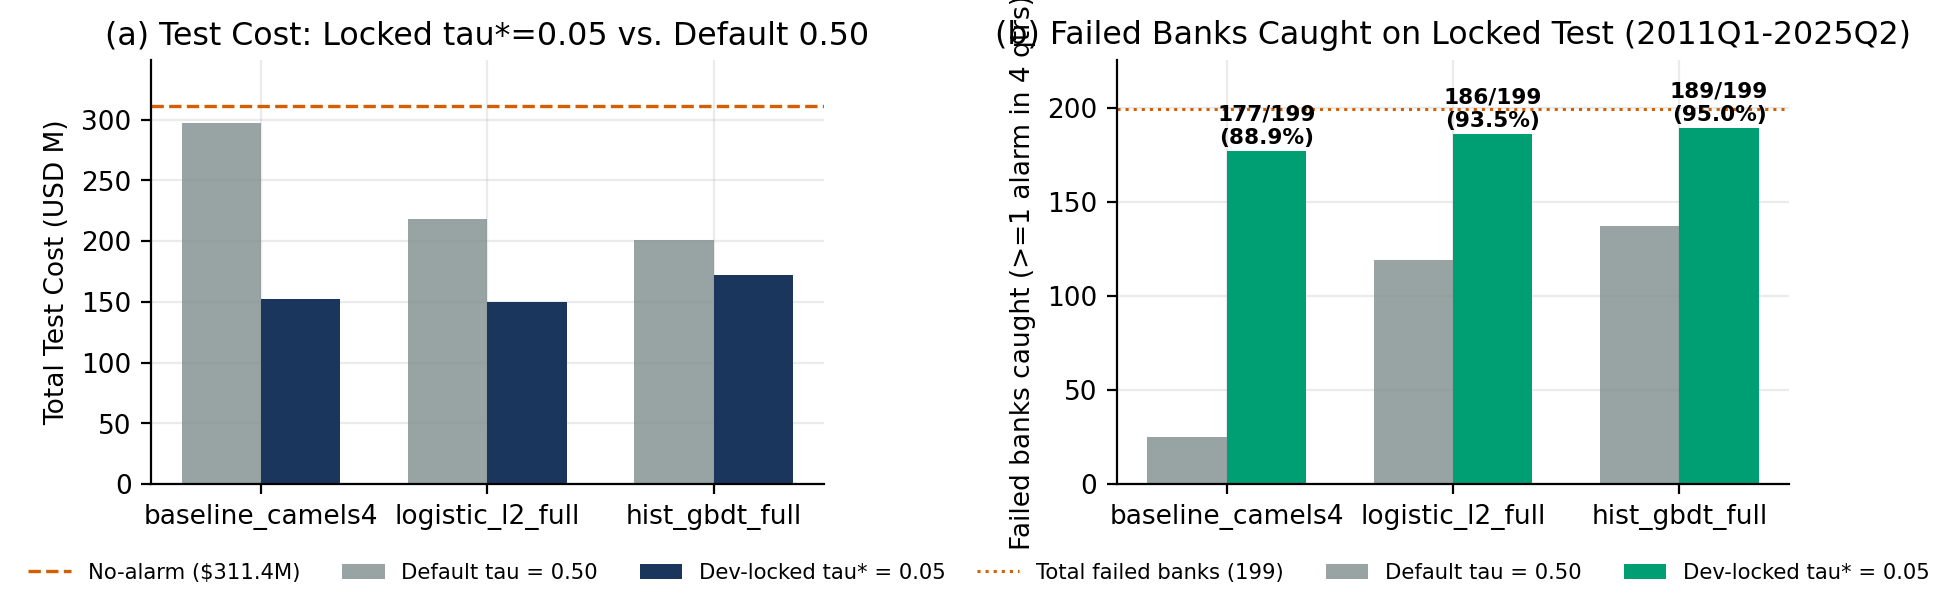 (a) Test Cost: Locked tau*=0.05 vs. Default 0.50
Total Test Cost (USD M)
300
250
200
150
100
50
0
baseline_camels4 logistic_l2_full hist_gbdt_full
No-alarm ($311.4M) Default tau = 0.50 Dev-locked tau* = 0.05
(b) Failed Banks Caught on Locked Test (2011Q1-2025Q2)
Failed banks caught (>=1 alarm in 4 qtrs)
200
150
100
50
0
177/199
(88.9%)
186/199
(93.5%)
189/199
(95.0%)
baseline_camels4 logistic_l2_full hist_gbdt_full
Total failed banks (199) Default tau = 0.50 Dev-locked tau* = 0.05